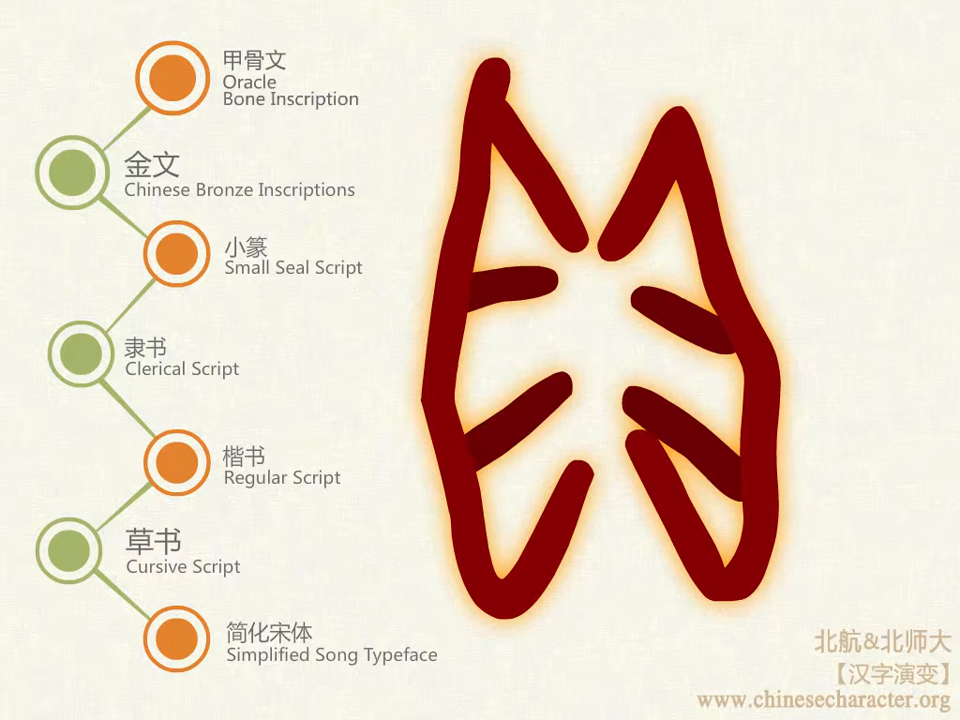 甲骨文
Oracle
Bone Inscription
金文
Chinese Bronze Inscriptions
小篆
Small Seal Script
隶书
Clerical Script
楷书
Regular Script
草书
Cursive Script
简化宋体
Simplified Song Typeface
北航&北师大
【汉字演变】
www.chinesecharacter.org